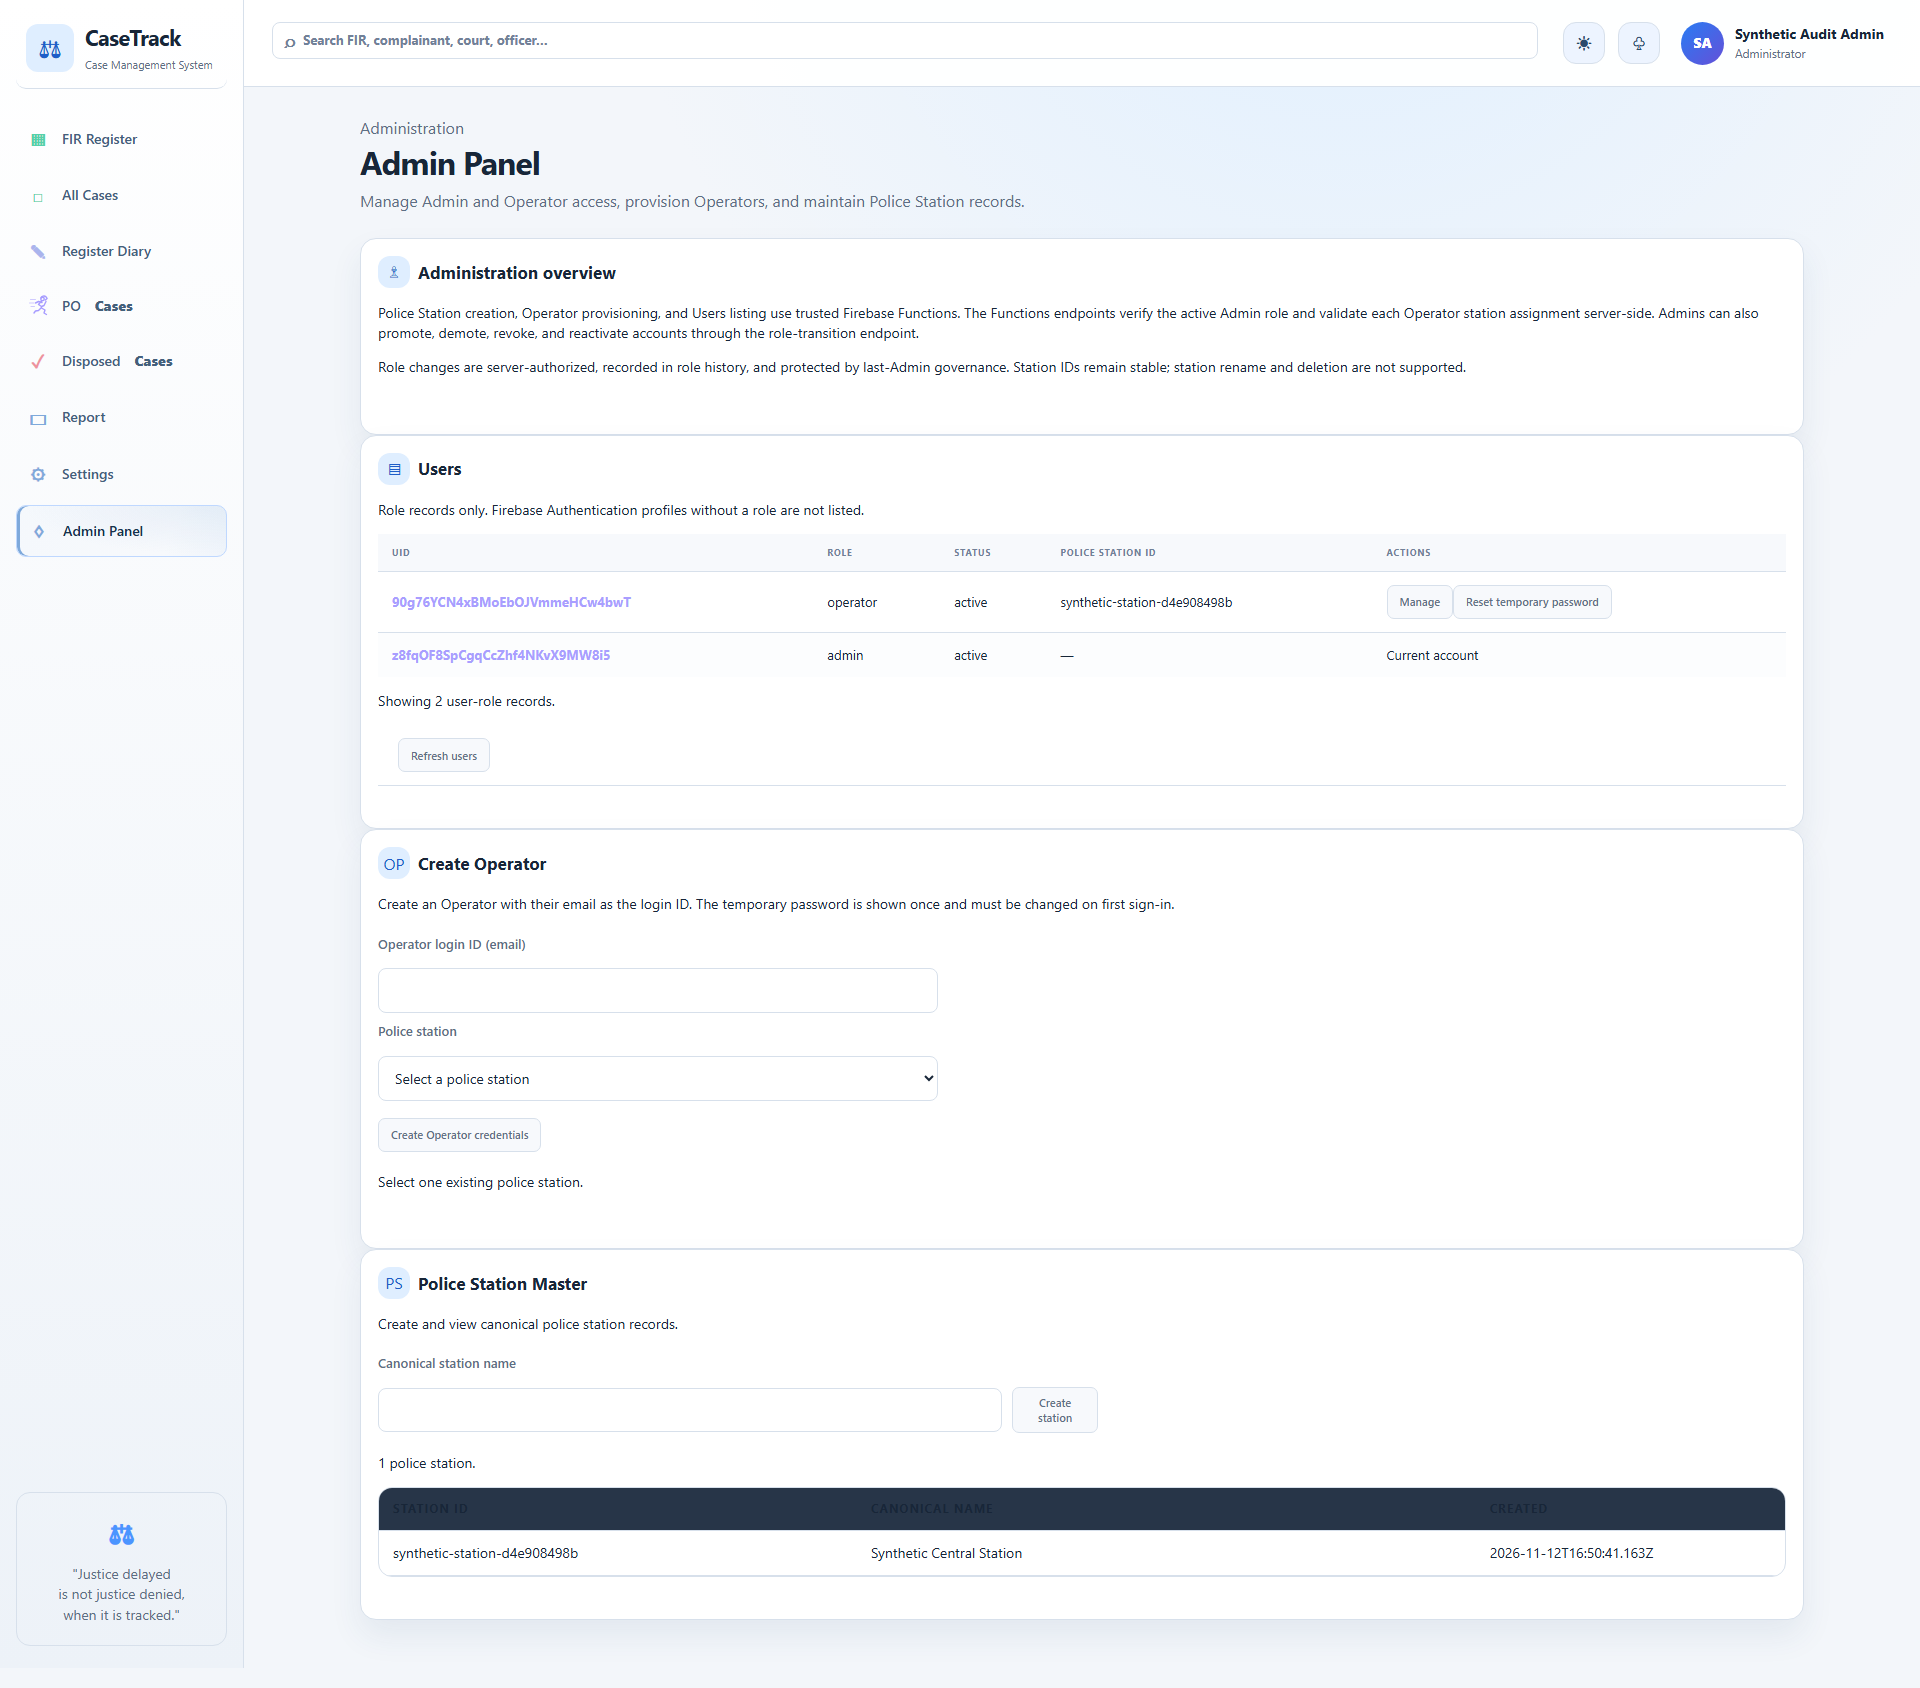 CaseTrack
Case Management System
Search FIR, complainant, court, officer...
SA
Synthetic Audit Admin
Administrator
FIR Register
All Cases
Register Diary
PO Cases
Disposed Cases
Report
Settings
Admin Panel
"Justice delayed
is not justice denied,
when it is tracked."
Administration
Admin Panel
Manage Admin and Operator access, provision Operators, and maintain Police Station records.
Administration overview
Police Station creation, Operator provisioning, and Users listing use trusted Firebase Functions. The Functions endpoints verify the active Admin role and validate each Operator station assignment server-side. Admins can also
promote, demote, revoke, and reactivate accounts through the role-transition endpoint.
Role changes are server-authorized, recorded in role history, and protected by last-Admin governance. Station IDs remain stable; station rename and deletion are not supported.
Users
Role records only. Firebase Authentication profiles without a role are not listed.
UID ROLE STATUS POLICE STATION ID ACTIONS
90g76YCN4xBMoEbOJVmmeHCw4bwT operator active synthetic-station-d4e908498b Manage Reset temporary password
z8fqOF8SpCgqCcZhf4NKvX9MW8i5 admin active — Current account
Showing 2 user-role records.
Refresh users
OP Create Operator
Create an Operator with their email as the login ID. The temporary password is shown once and must be changed on first sign-in.
Operator login ID (email)
Police station
Select a police station
Create Operator credentials
Select one existing police station.
PS Police Station Master
Create and view canonical police station records.
Canonical station name
Create
station
1 police station.
STATION ID CANONICAL NAME CREATED
synthetic-station-d4e908498b Synthetic Central Station 2026-11-12T16:50:41.163Z